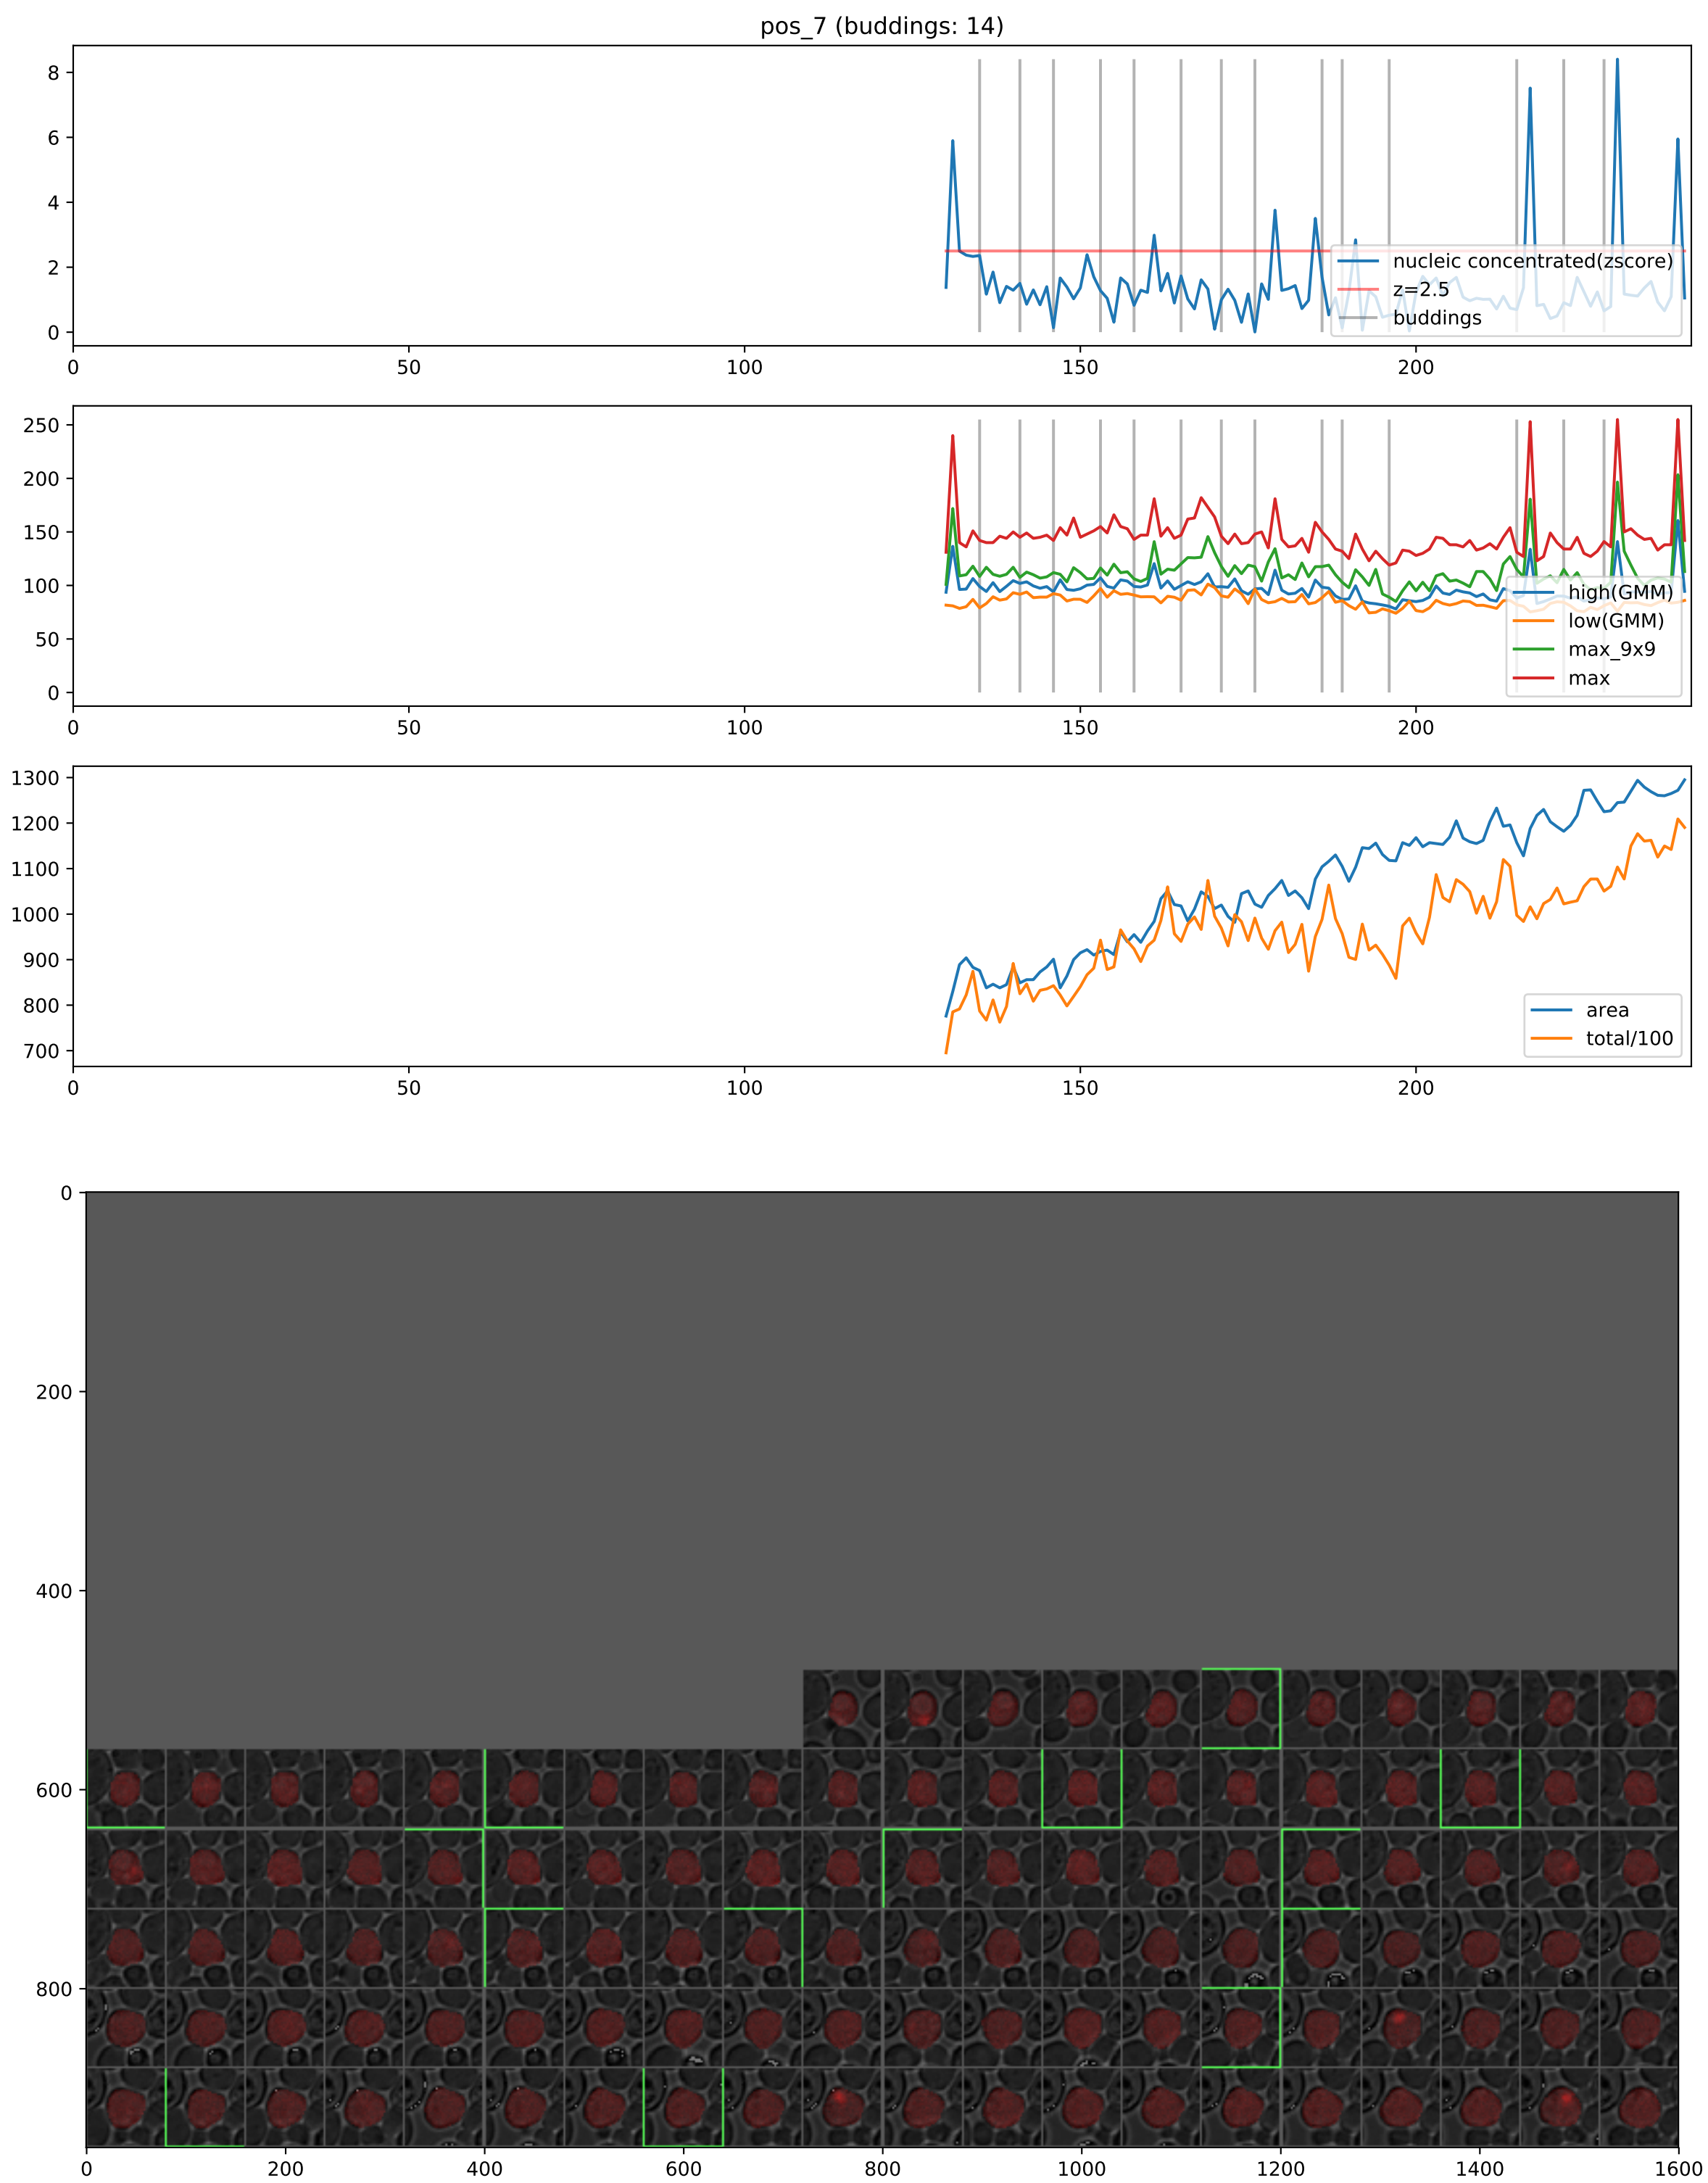 pos_7 (buddings: 14)
8
6
4
2
0
nucleic concentrated(zscore)
z=2.5
buddings
0 50 100 150 200
250
200
150
100
50
0
high(GMM)
low(GMM)
max_9x9
max
0 50 100 150 200
1300
1200
1100
1000
900
800
700
area
total/100
0 50 100 150 200
0
200
400
600
800
0 200 400 600 800 1000 1200 1400 1600